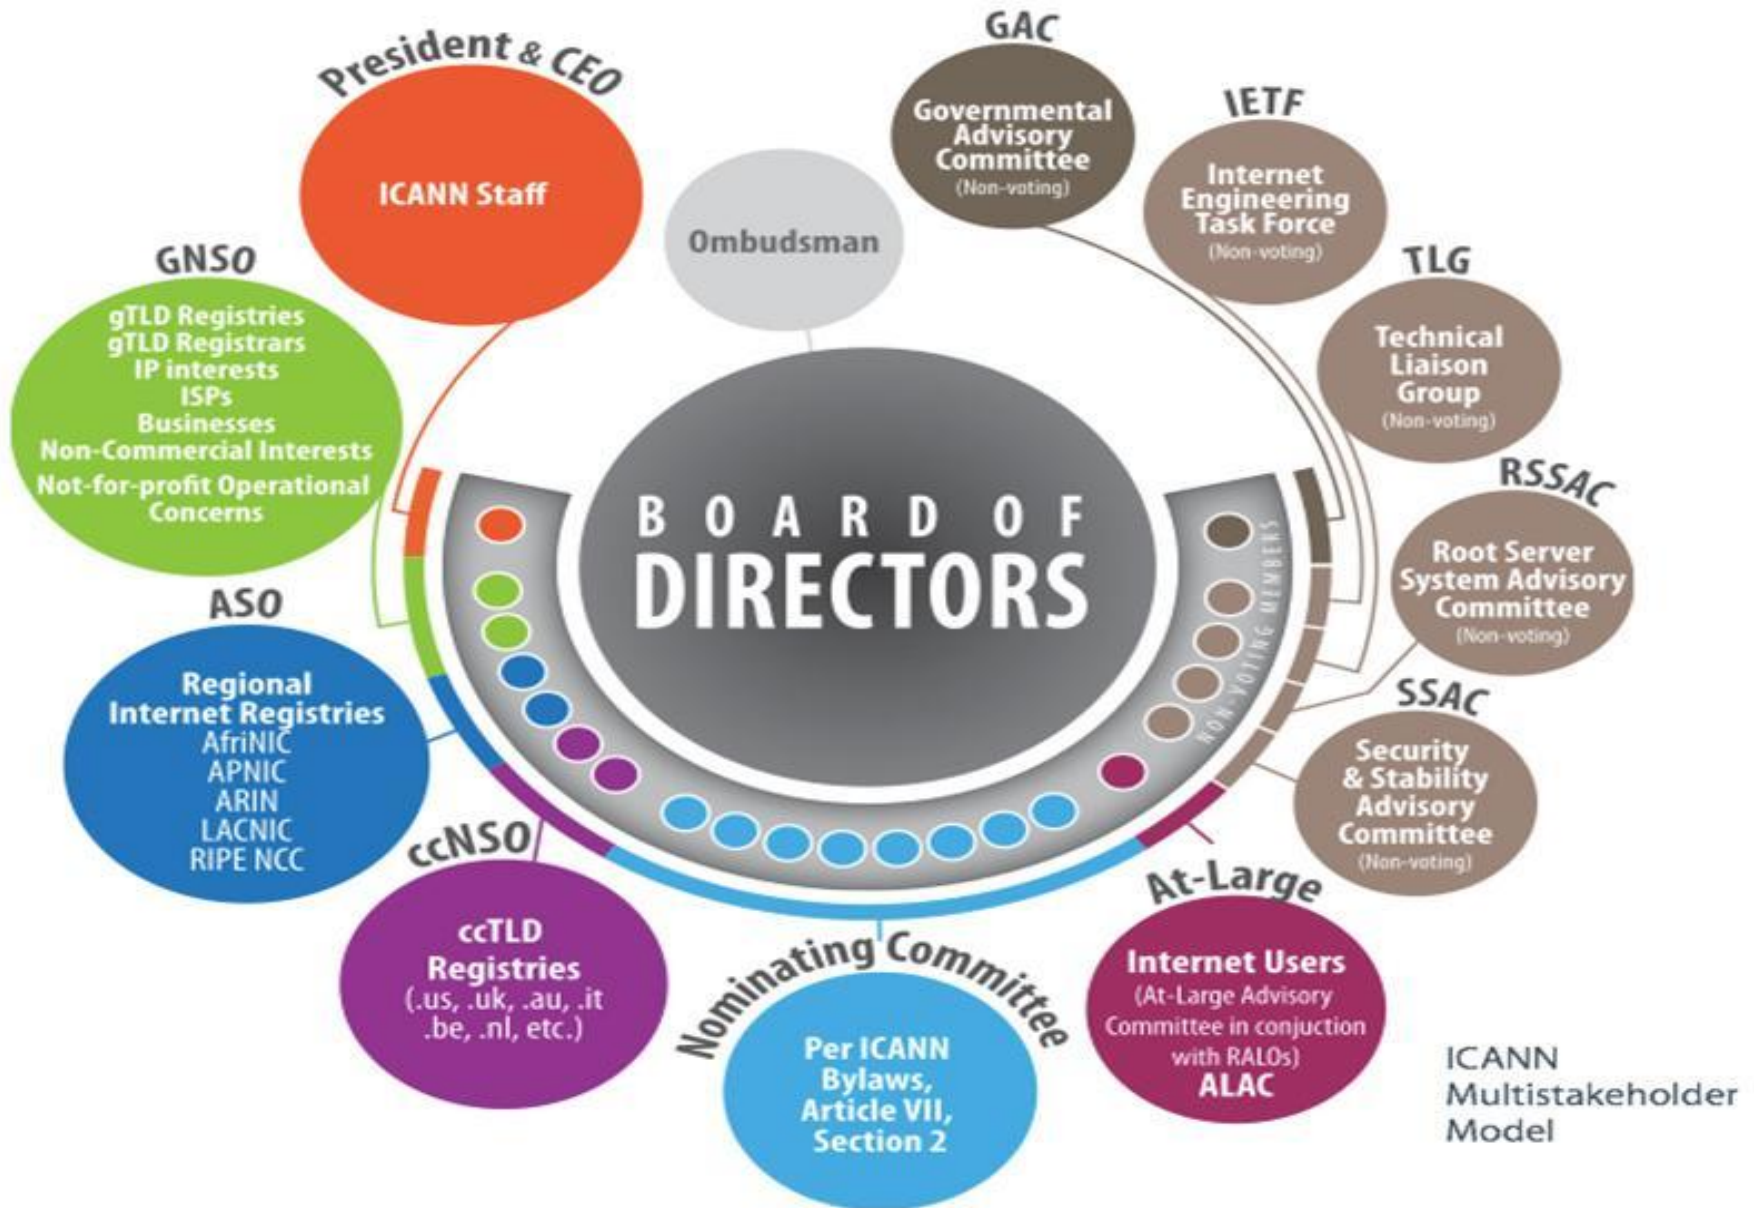 President & CEO
ICANN Staff
Ombudsman
GAC
Governmental
Advisory
Committee
(Non-voting)
IETF
Internet
Engineering
Task Force
(Non-voting)
TLG
Technical
Liaison
Group
(Non-voting)
GNSO
gTLD Registries
gTLD Registrars
IP interests
ISPs
Businesses
Non-Commercial Interests
Not-for-profit Operational
Concerns
BOARD OF
DIRECTORS
NON-VOTING MEMBERS
RSSAC
Root Server
System Advisory
Committee
(Non-voting)
ASO
Regional
Internet Registries
AfriNIC
APNIC
ARIN
LACNIC
RIPE NCC
SSAC
Security
& Stability
Advisory
Committee
(Non-voting)
ccNSO
ccTLD
Registries
(.us, .uk, .au, .it
.be, .nl, etc.)
Nominating Committee
Per ICANN
Bylaws,
Article VII,
Section 2
At-Large
Internet Users
(At-Large Advisory
Committee in conjuction
with RALOs)
ALAC
ICANN
Multistakeholder
Model